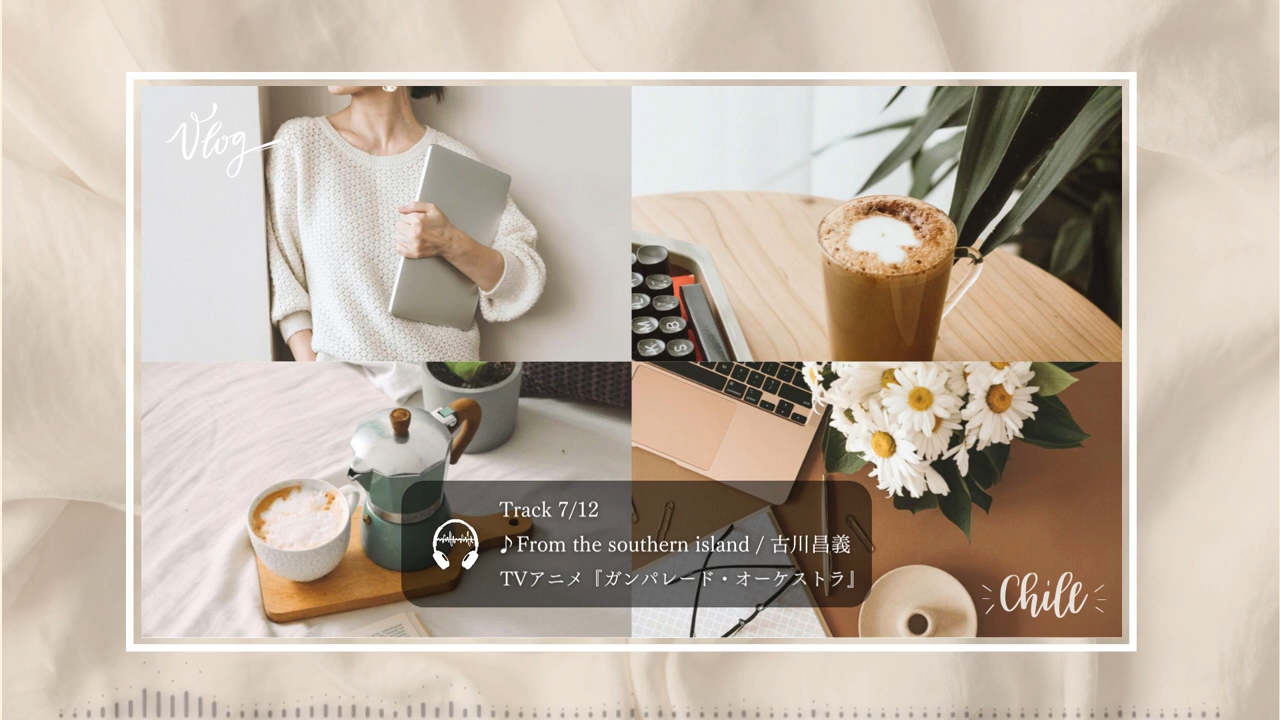 Vlog
Track 7/12
♪From the southern island / 古川昌義
TVアニメ『ガンパレード・オーケストラ』
Chill